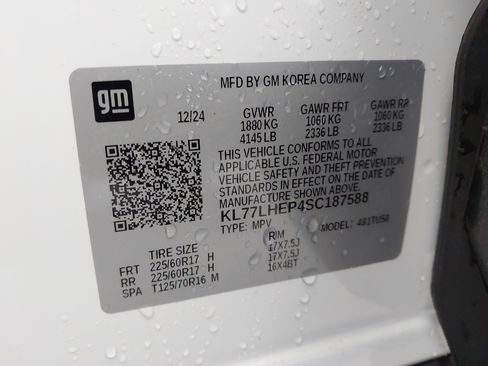 gm
MFD BY GM KOREA COMPANY
12/24
GVWR
1880 KG
4145 LB
GAWR FRT
1060 KG
2336 LB
GAWR RR
1060 KG
2336 LB
THIS VEHICLE CONFORMS TO ALL
APPLICABLE U.S. FEDERAL MOTOR
VEHICLE SAFETY AND THEFT PREVENTION
STANDARDS IN EFFECT ON THE DATE OF
MANUFACTURE SHOWN ABOVE.
KL77LHEP4SC187588
TYPE: MPV MODEL: 4B1TU58
TIRE SIZE RIM
FRT 225/60R17 H 17X7.5J
RR 225/60R17 H 17X7.5J
SPA T125/70R16 M 16X4BT